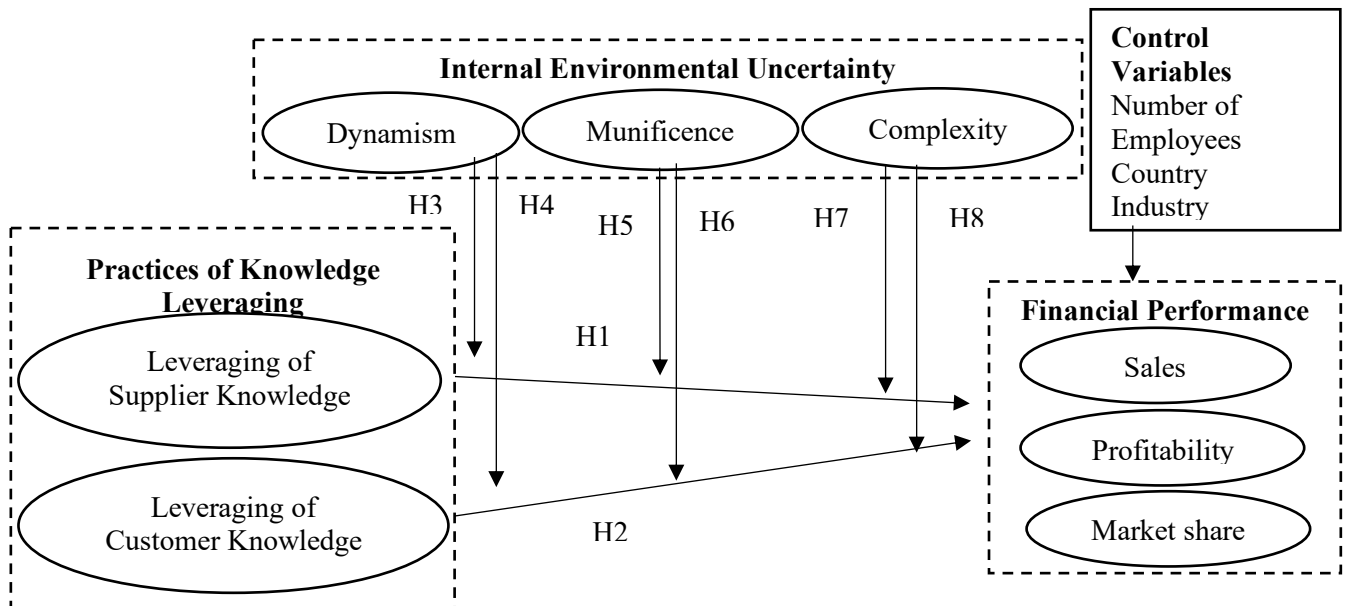 Internal Environmental Uncertainty
Dynamism
Munificence
Complexity
Control
Variables
Number of
Employees
Country
Industry
H3
H4
H5
H6
H7
H8
Practices of Knowledge
Leveraging
Leveraging of
Supplier Knowledge
Leveraging of
Customer Knowledge
H1
H2
Financial Performance
Sales
Profitability
Market share